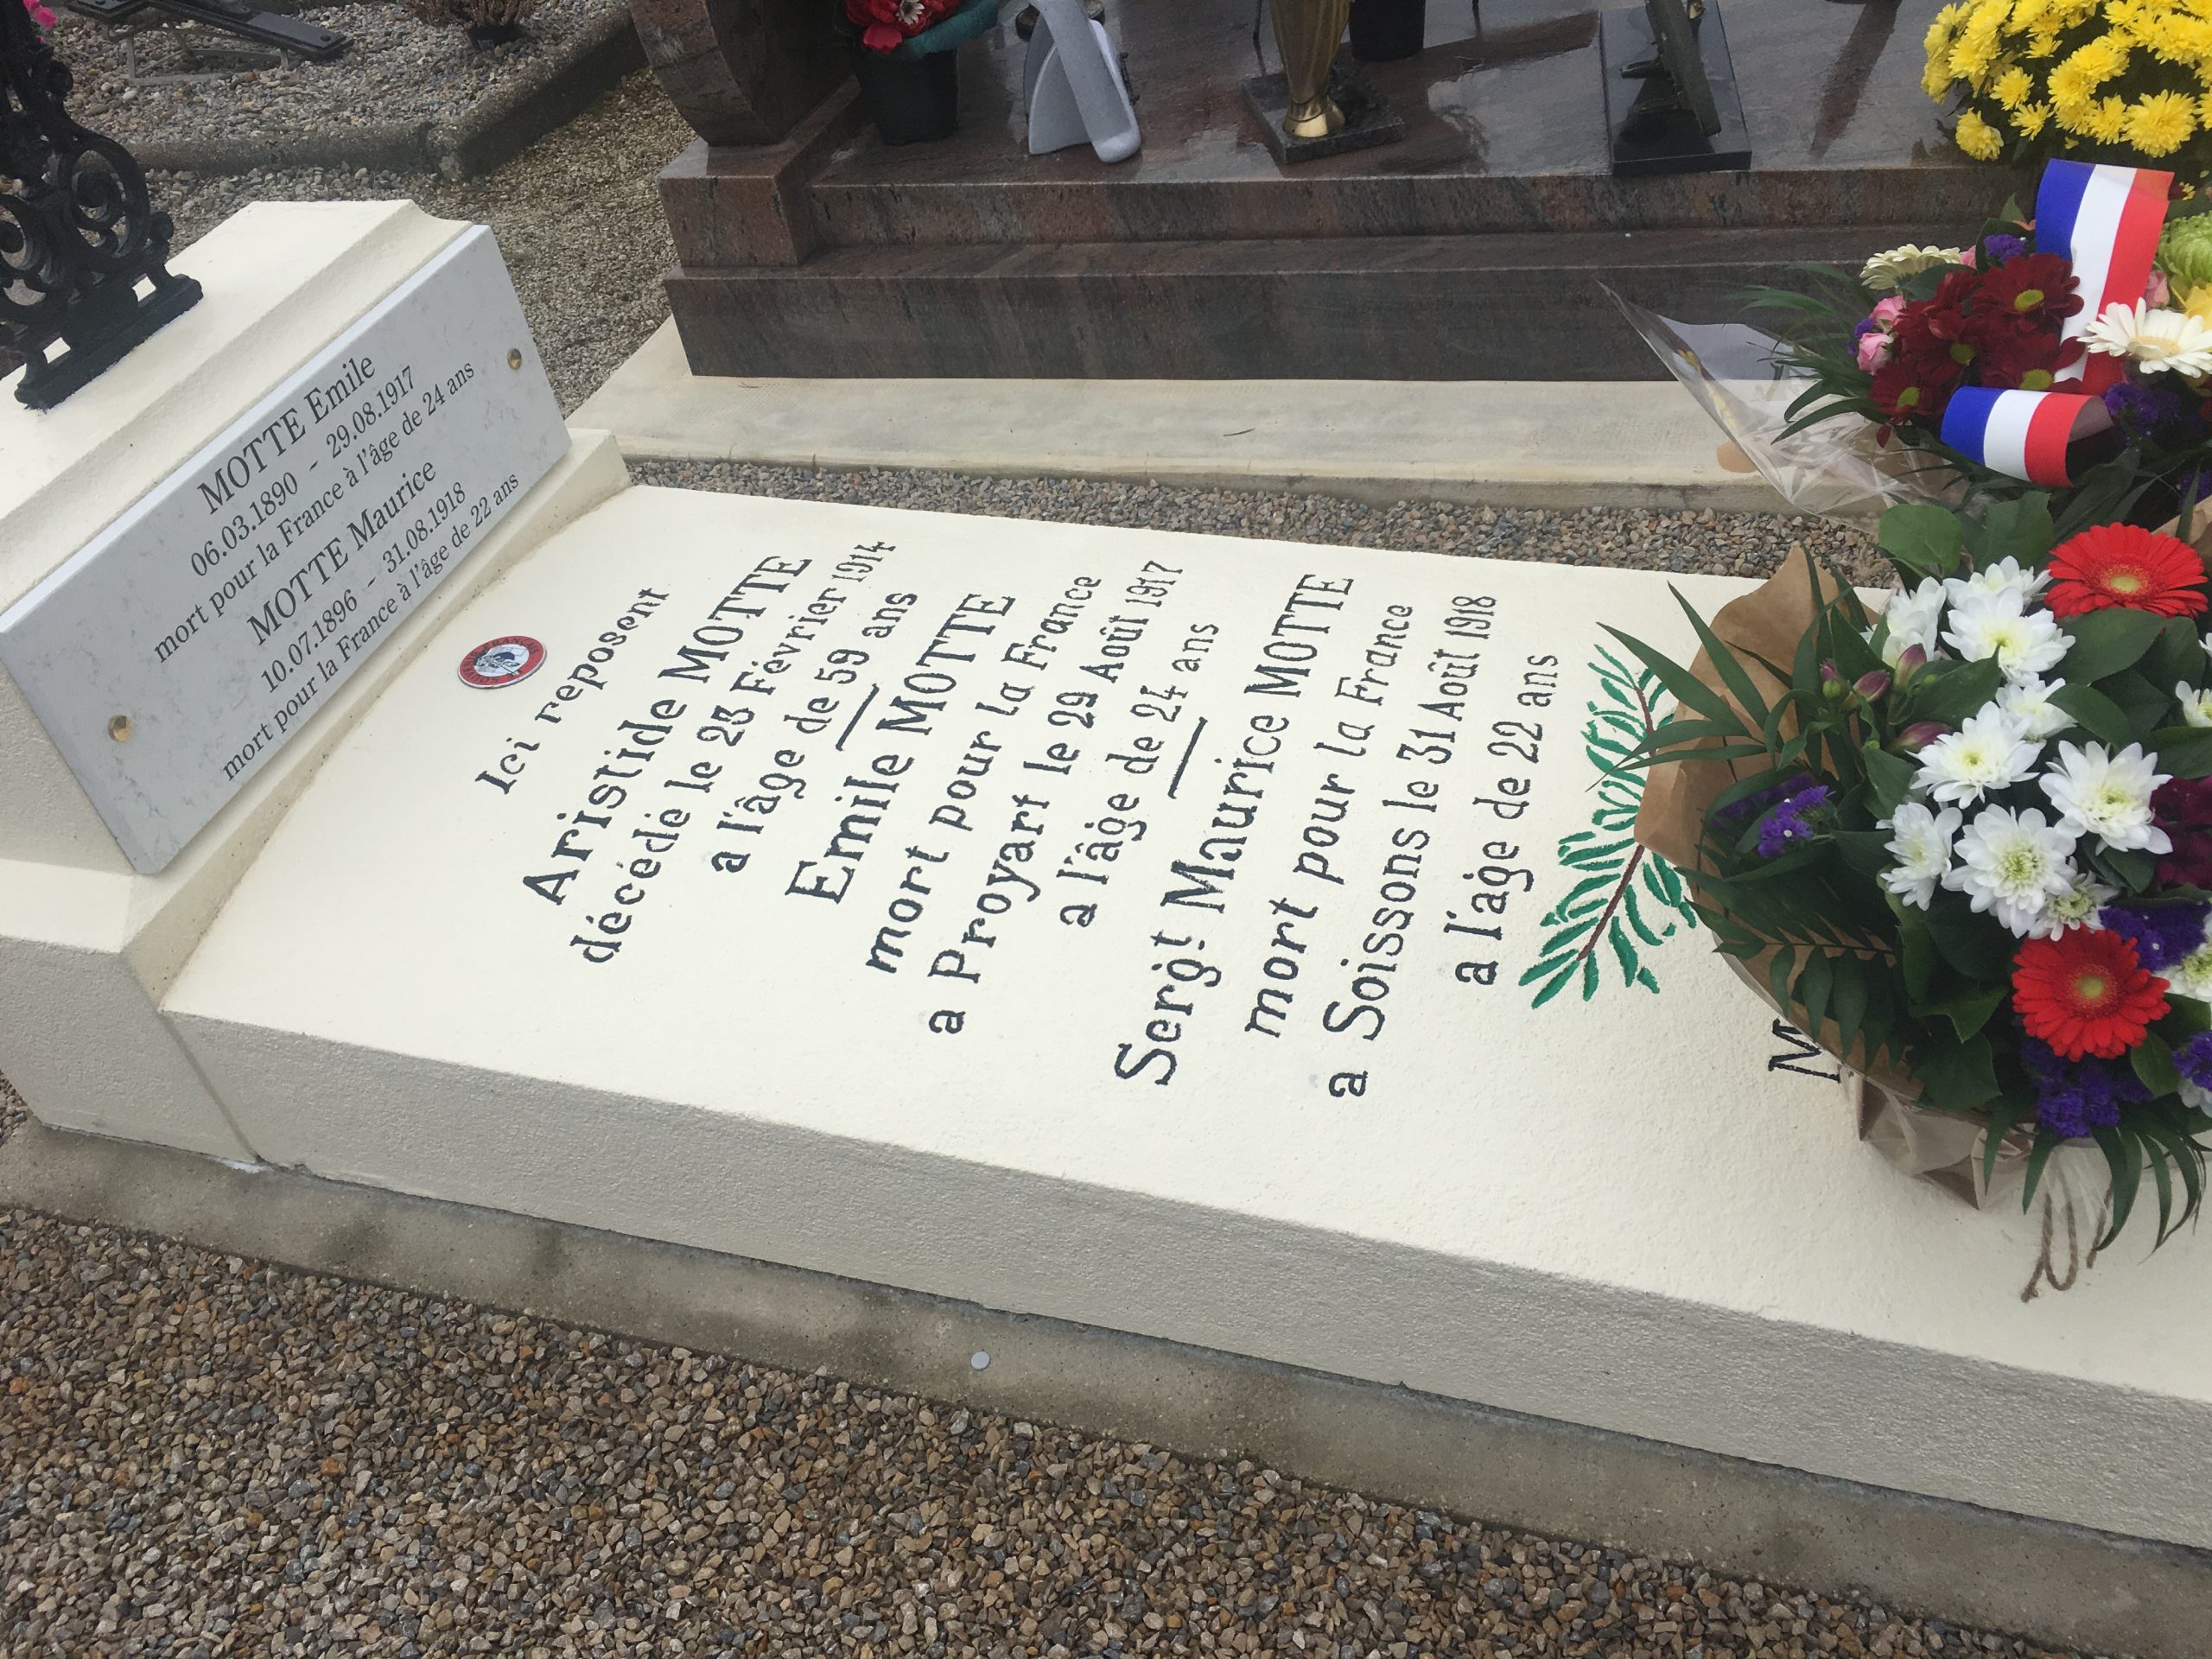 MOTTE Emile
06.03.1890 - 29.08.1917
mort pour la France à l'âge de 24 ans
MOTTE Maurice
10.07.1896 - 31.08.1918
mort pour la France à l'âge de 22 ans
Ici reposent
Aristide MOTTE
décédé le 23 Février 1914
a l'âge de 59 ans
Emile MOTTE
mort pour la France
a Proyart le 29 Août 1917
a l'âge de 24 ans
Sergt Maurice MOTTE
mort pour la France
a Soissons le 31 Août 1918
a l'age de 22 ans